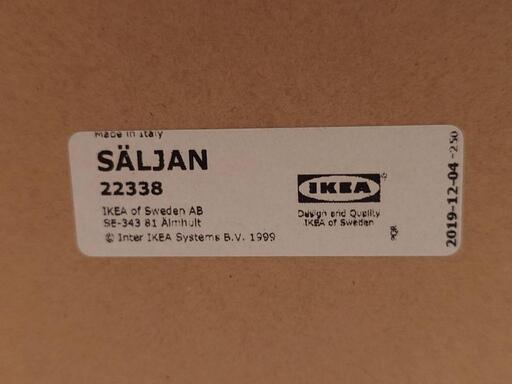 Made in Italy
SÄLJAN
22338
IKEA of Sweden AB
SE-343 81 Älmhult
© Inter IKEA Systems B.V. 1999
IKEA
Design and Quality
IKEA of Sweden
2019-12-04 -250